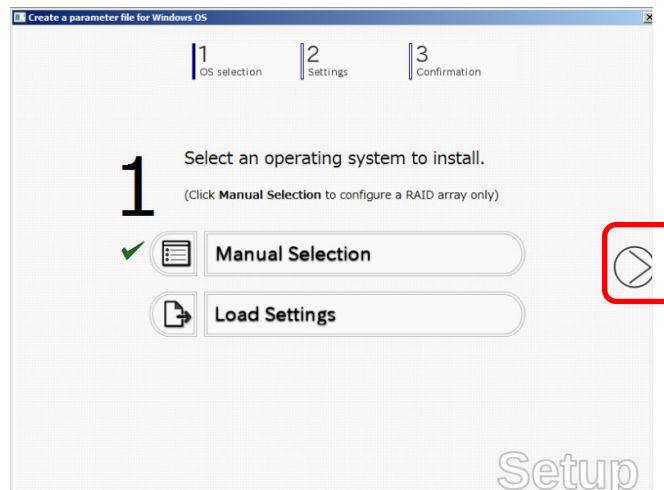 Create a parameter file for Windows OS
1
OS selection
2
Settings
3
Confirmation
1
Select an operating system to install.
(Click Manual Selection to configure a RAID array only)
Manual Selection
Load Settings
Setup